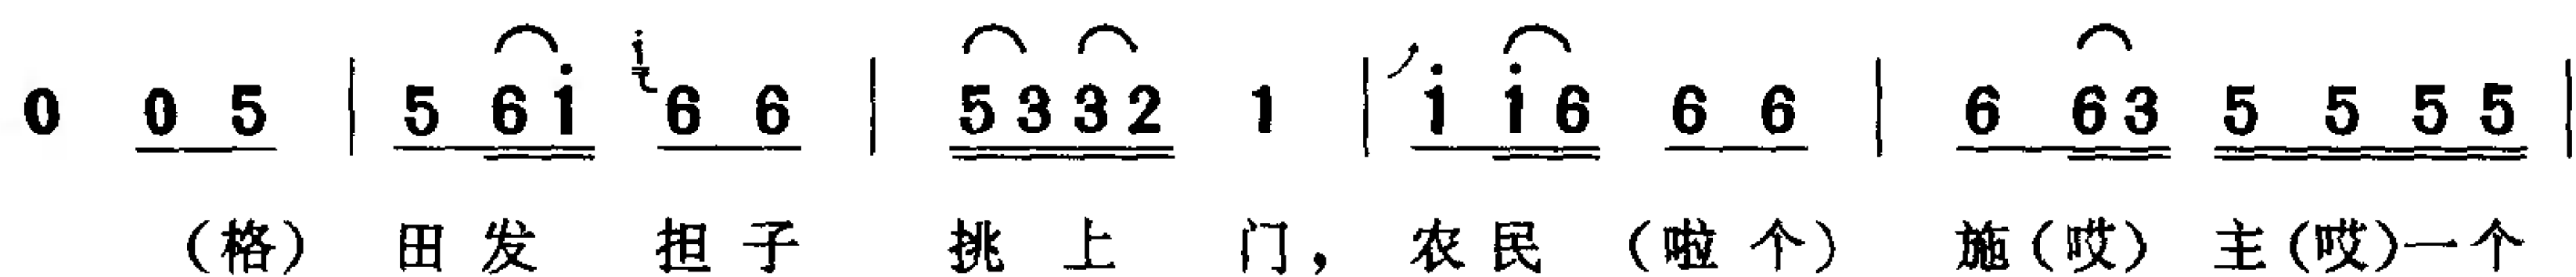 0 0 5 | 5 6 i̇ i̇ 6 6 | 5 3 3 2 1 | i̇ i̇ 6 6 6 | 6 6 3 5 5 5 5 |
（格） 田 发 担 子 挑 上 门， 农 民 （啦 个） 施（哎） 主（哎）一 个